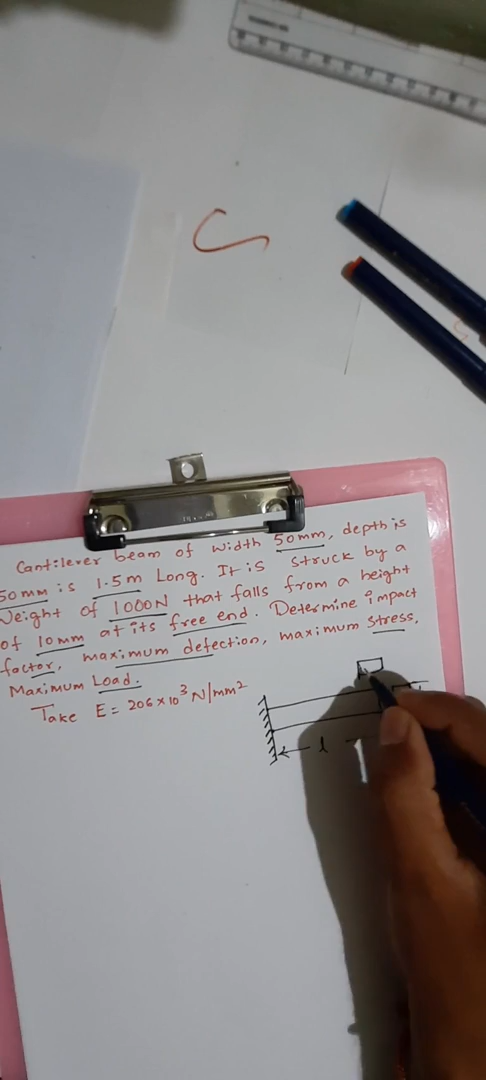 Cantilever beam of width 50mm, depth is
50 mm is 1.5m Long. It is struck by a
Weight of 1000N that falls from a height
of 10mm at its free end. Determine impact
factor, maximum defection, maximum stress,
Maximum Load.
Take E = 206×10³ N/mm²
l